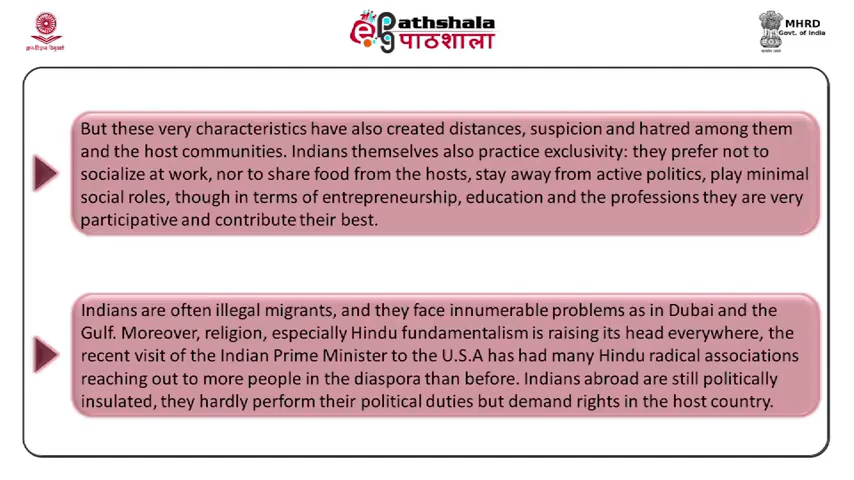 Pathshala
पाठशाला
MHRD
Govt. of India
But these very characteristics have also created distances, suspicion and hatred among them
and the host communities. Indians themselves also practice exclusivity: they prefer not to
socialize at work, nor to share food from the hosts, stay away from active politics, play minimal
social roles, though in terms of entrepreneurship, education and the professions they are very
participative and contribute their best.
Indians are often illegal migrants, and they face innumerable problems as in Dubai and the
Gulf. Moreover, religion, especially Hindu fundamentalism is raising its head everywhere, the
recent visit of the Indian Prime Minister to the U.S.A has had many Hindu radical associations
reaching out to more people in the diaspora than before. Indians abroad are still politically
insulated, they hardly perform their political duties but demand rights in the host country.